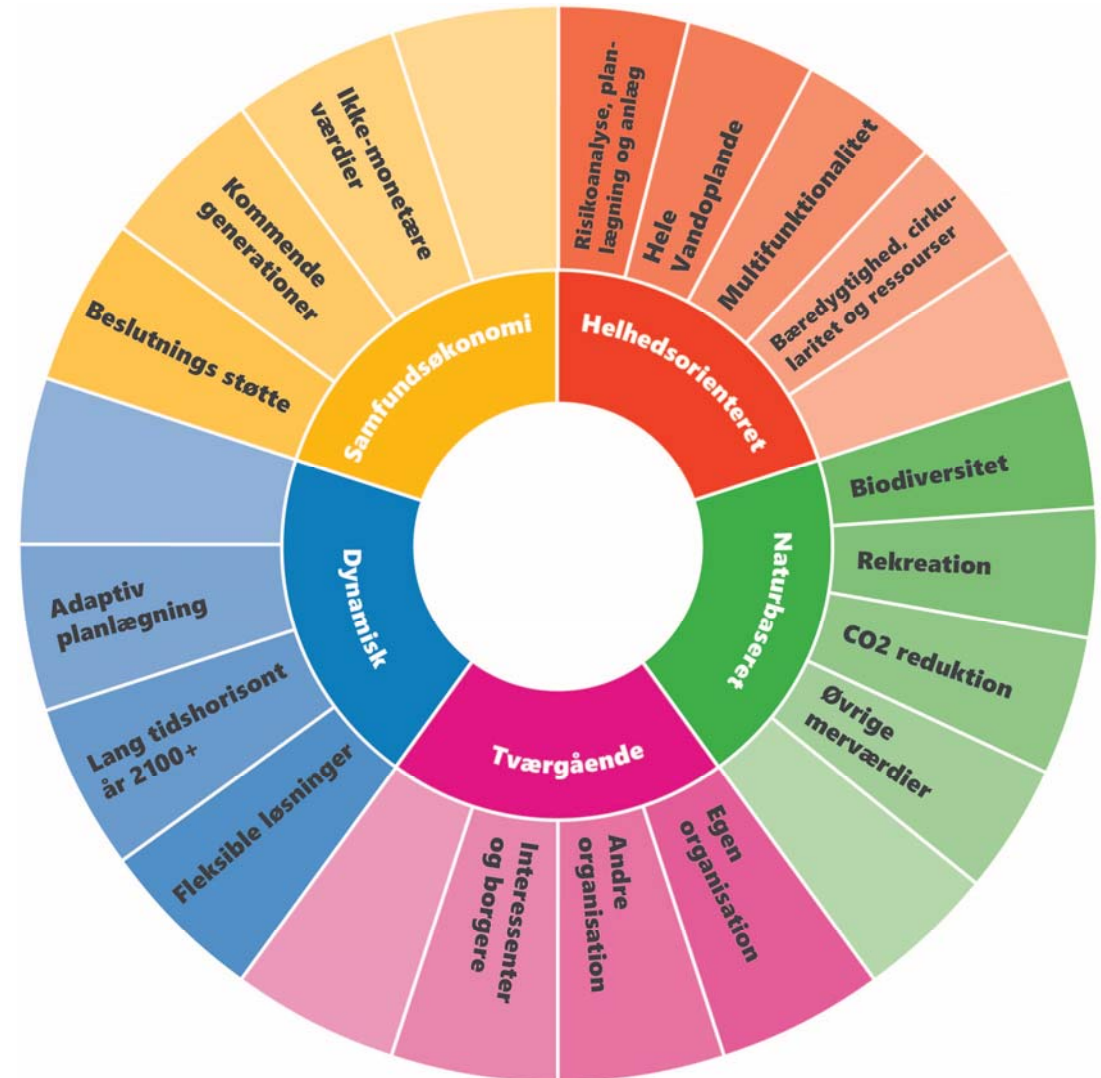 Helhedsorienteret
Risikoanalyse, plan-
lægning og anlæg
Hele
Vandoplande
Multifunktionalitet
Bæredygtighed, cirku-
laritet og ressourser
Naturbaseret
Biodiversitet
Rekreation
CO2 reduktion
Øvrige
merværdier
Tværgående
Egen
organisation
Andre
organisation
Interessenter
og borgere
Dynamisk
Fleksible løsninger
Lang tidshorisont
år 2100+
Adaptiv
planlægning
Samfundsøkonomi
Beslutnings støtte
Kommende
generationer
Ikke-monetære
værdier